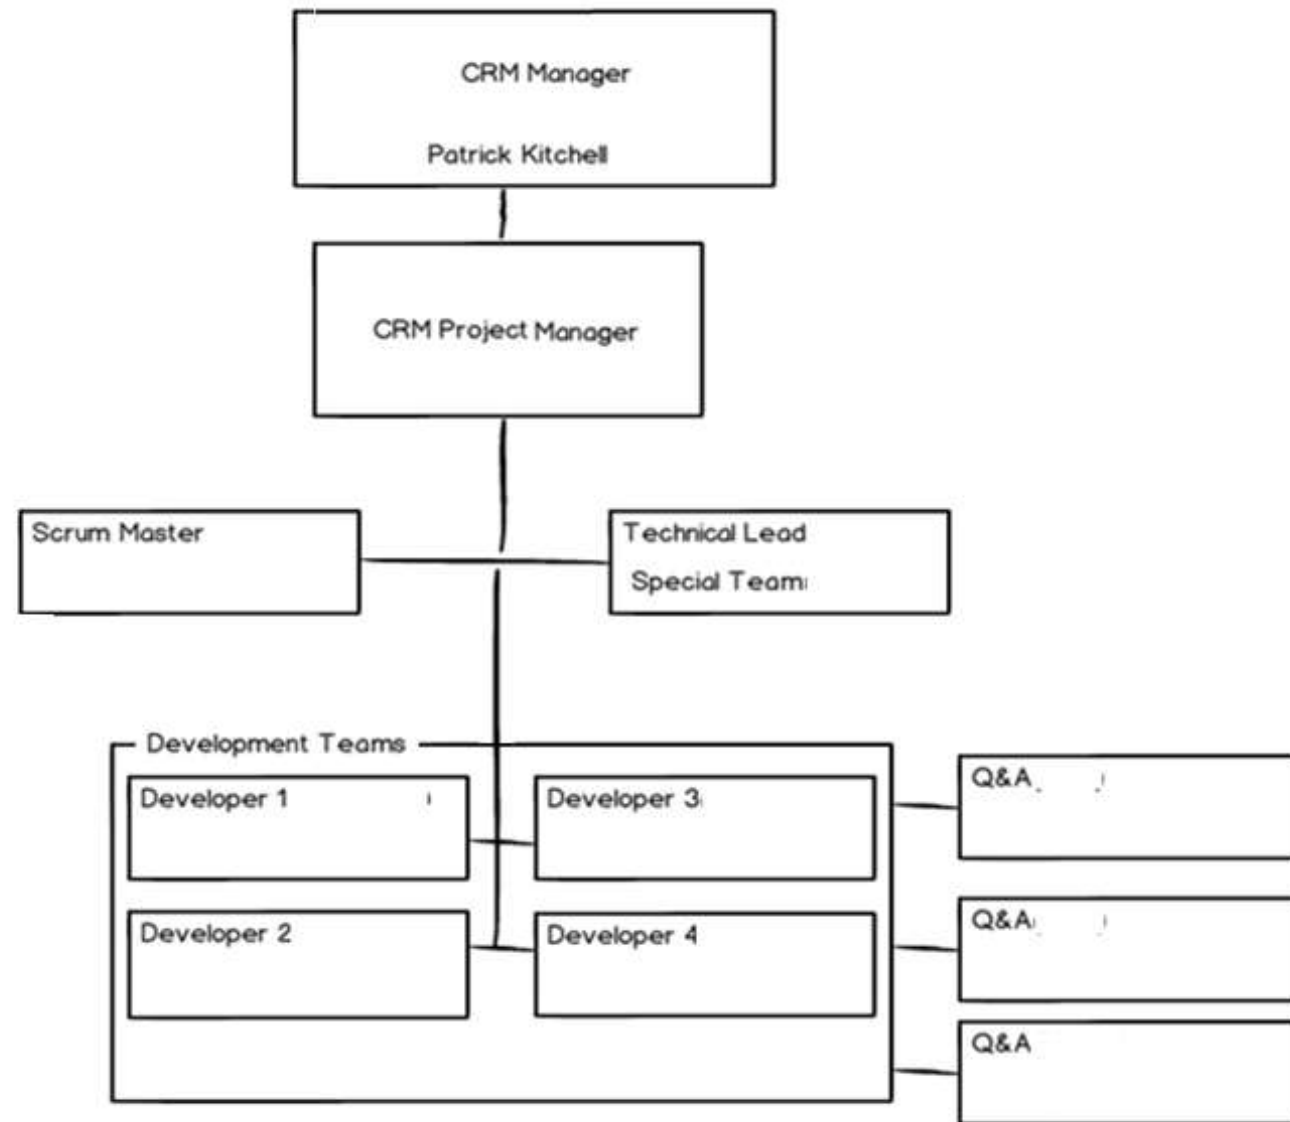 CRM Manager
Patrick Kitchell
CRM Project Manager
Scrum Master
Technical Lead
Special Team
Development Teams
Developer 1
Developer 3
Q&A
Developer 2
Developer 4
Q&A
Q&A